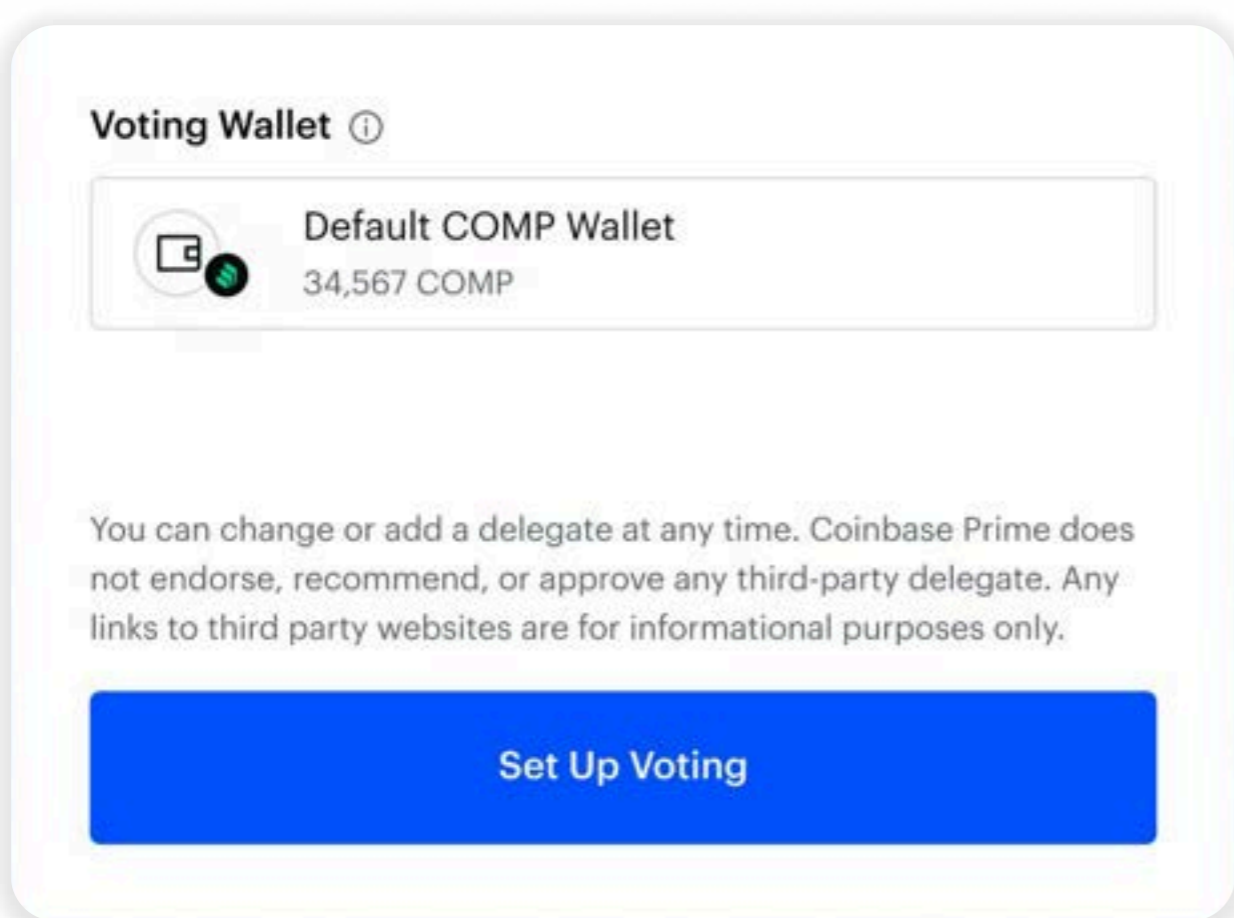 Voting Wallet
Default COMP Wallet
34,567 COMP
You can change or add a delegate at any time. Coinbase Prime does
not endorse, recommend, or approve any third-party delegate. Any
links to third party websites are for informational purposes only.
Set Up Voting